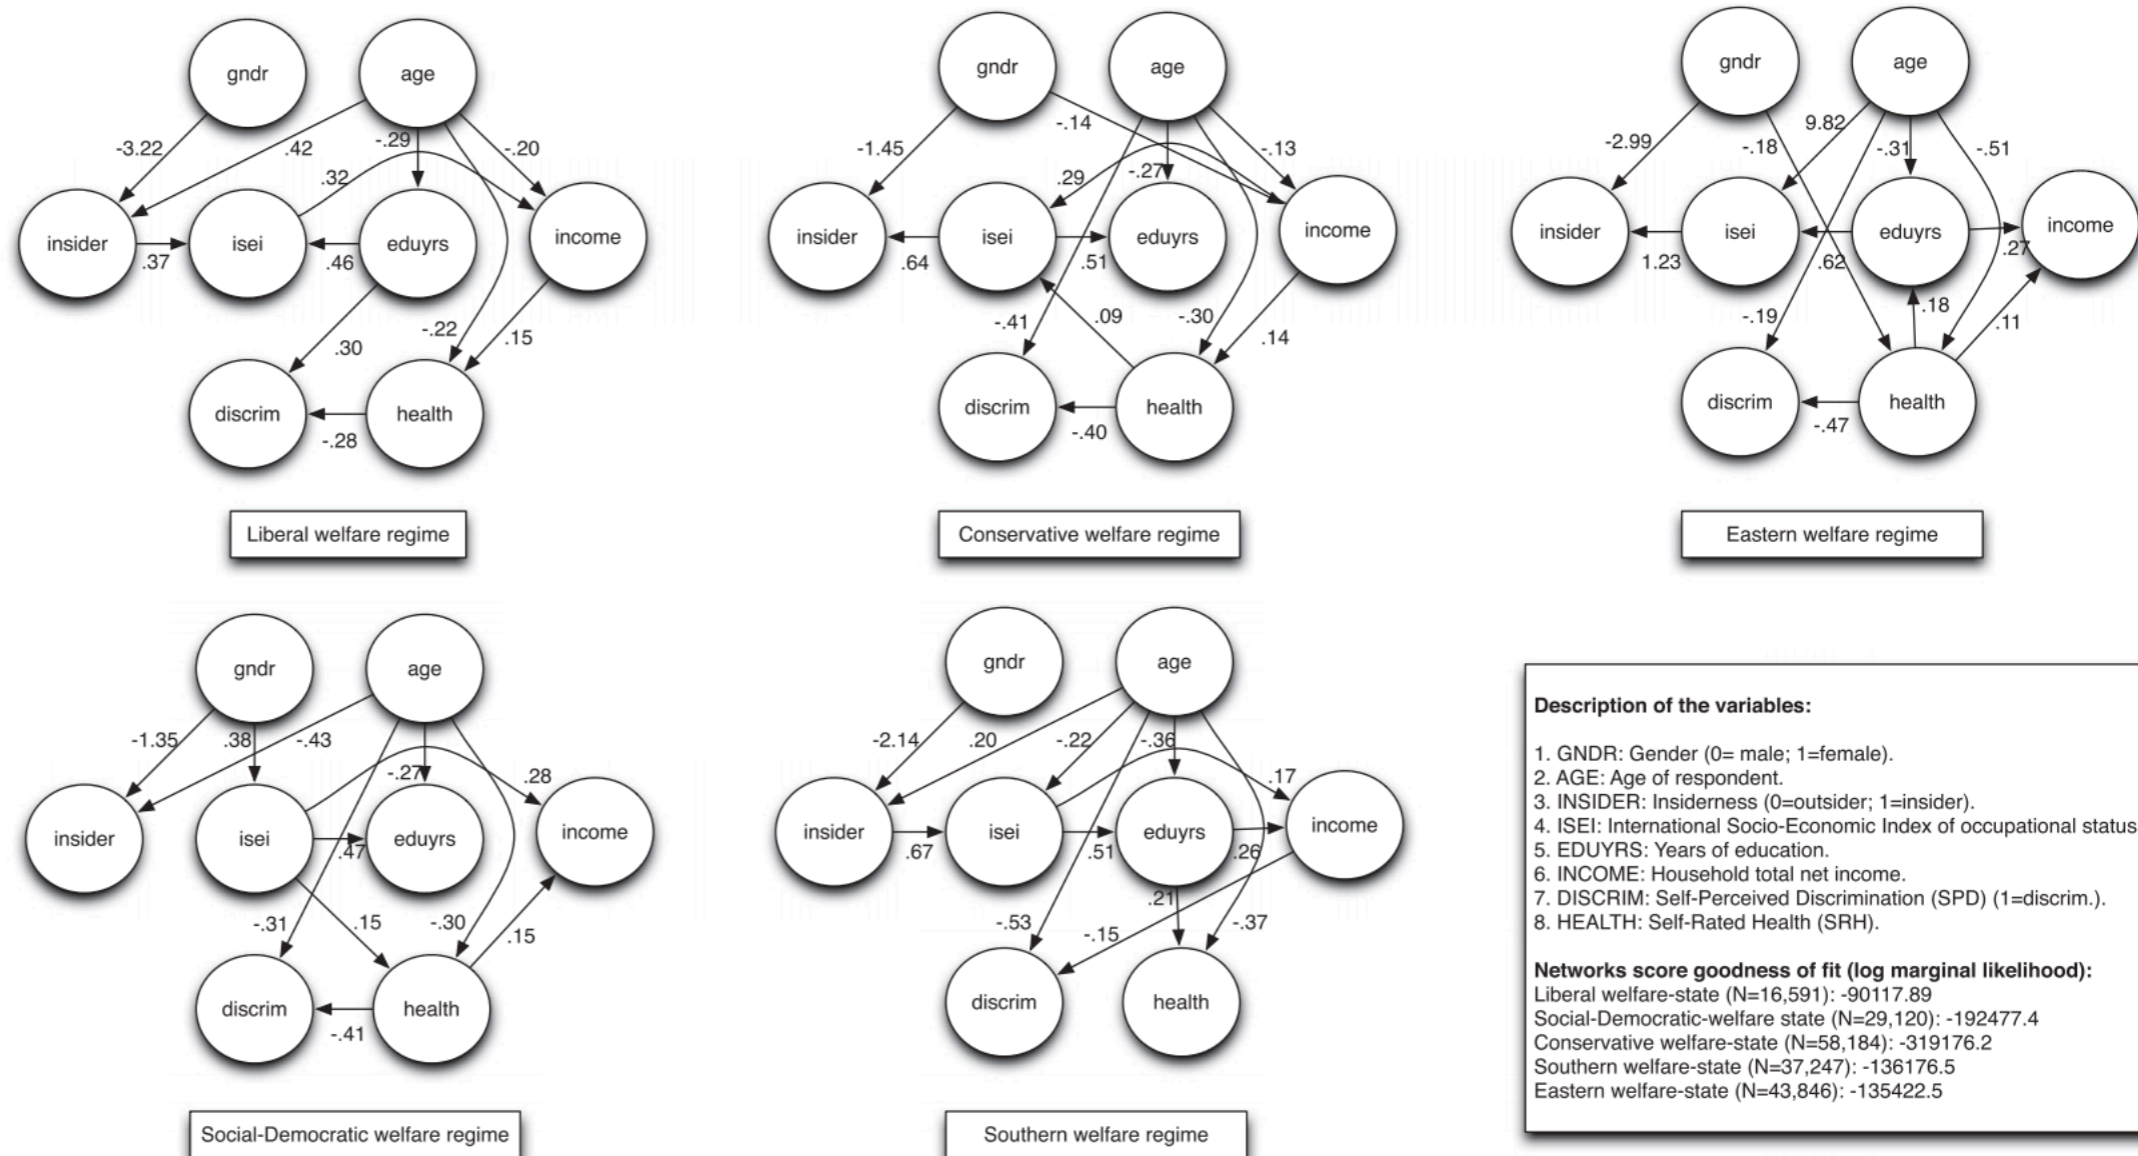 gndr
age
-3.22
.42
-.29
-.20
.32
insider
isei
eduyrs
income
.37
.46
-.22
.15
.30
discrim
health
-.28
Liberal welfare regime
gndr
age
-.14
-1.45
-.13
.29
-.27
insider
isei
eduyrs
income
.64
.51
-.41
.09
-.30
.14
discrim
health
-.40
Conservative welfare regime
gndr
age
9.82
-2.99
-.18
-.31
-.51
insider
isei
eduyrs
income
.27
1.23
.62
.18
-.19
.11
discrim
health
-.47
Eastern welfare regime
gndr
age
-1.35
.38
-.43
-.27
.28
insider
isei
eduyrs
income
.47
-.31
.15
-.30
.15
discrim
health
-.41
Social-Democratic welfare regime
gndr
age
-2.14
.20
-.22
-.36
.17
insider
isei
eduyrs
income
.67
.51
.26
.21
-.53
-.15
-.37
discrim
health
Southern welfare regime
Description of the variables:
1. GNDR: Gender (0= male; 1=female).
2. AGE: Age of respondent.
3. INSIDER: Insiderness (0=outsider; 1=insider).
4. ISEI: International Socio-Economic Index of occupational status
5. EDUYRS: Years of education.
6. INCOME: Household total net income.
7. DISCRIM: Self-Perceived Discrimination (SPD) (1=discrim.).
8. HEALTH: Self-Rated Health (SRH).
Networks score goodness of fit (log marginal likelihood):
Liberal welfare-state (N=16,591): -90117.89
Social-Democratic-welfare state (N=29,120): -192477.4
Conservative welfare-state (N=58,184): -319176.2
Southern welfare-state (N=37,247): -136176.5
Eastern welfare-state (N=43,846): -135422.5